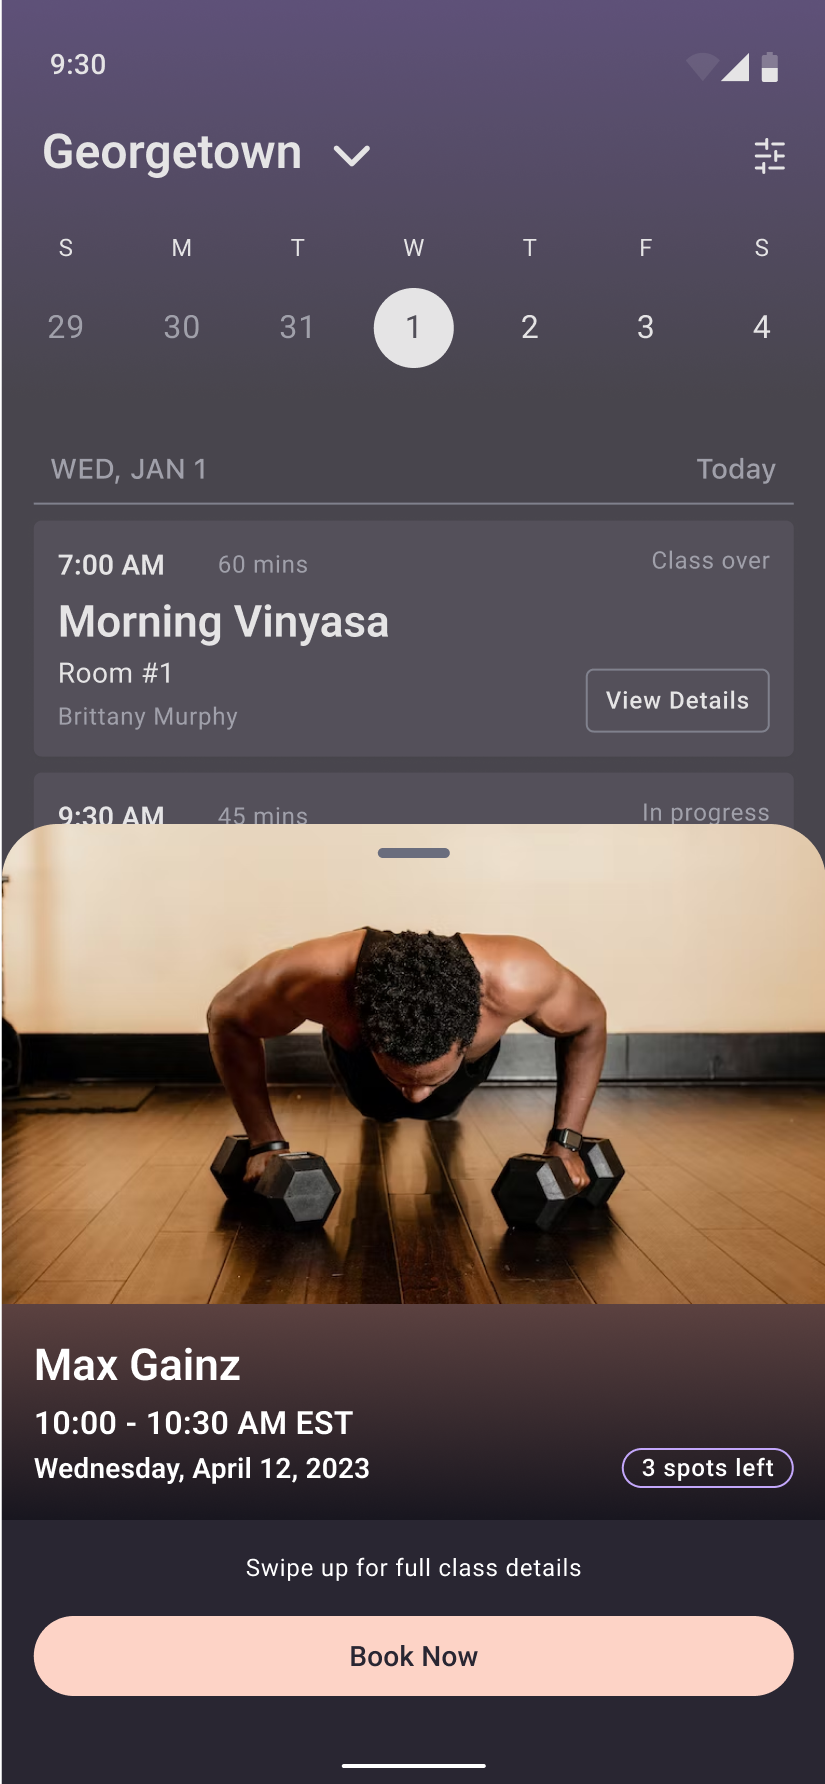 9:30
Georgetown
S M T W T F S
29 30 31 1 2 3 4
WED, JAN 1 Today
7:00 AM 60 mins Class over
Morning Vinyasa
Room #1
Brittany Murphy
View Details
9:30 AM 45 mins In progress
Max Gainz
10:00 - 10:30 AM EST
Wednesday, April 12, 2023
3 spots left
Swipe up for full class details
Book Now